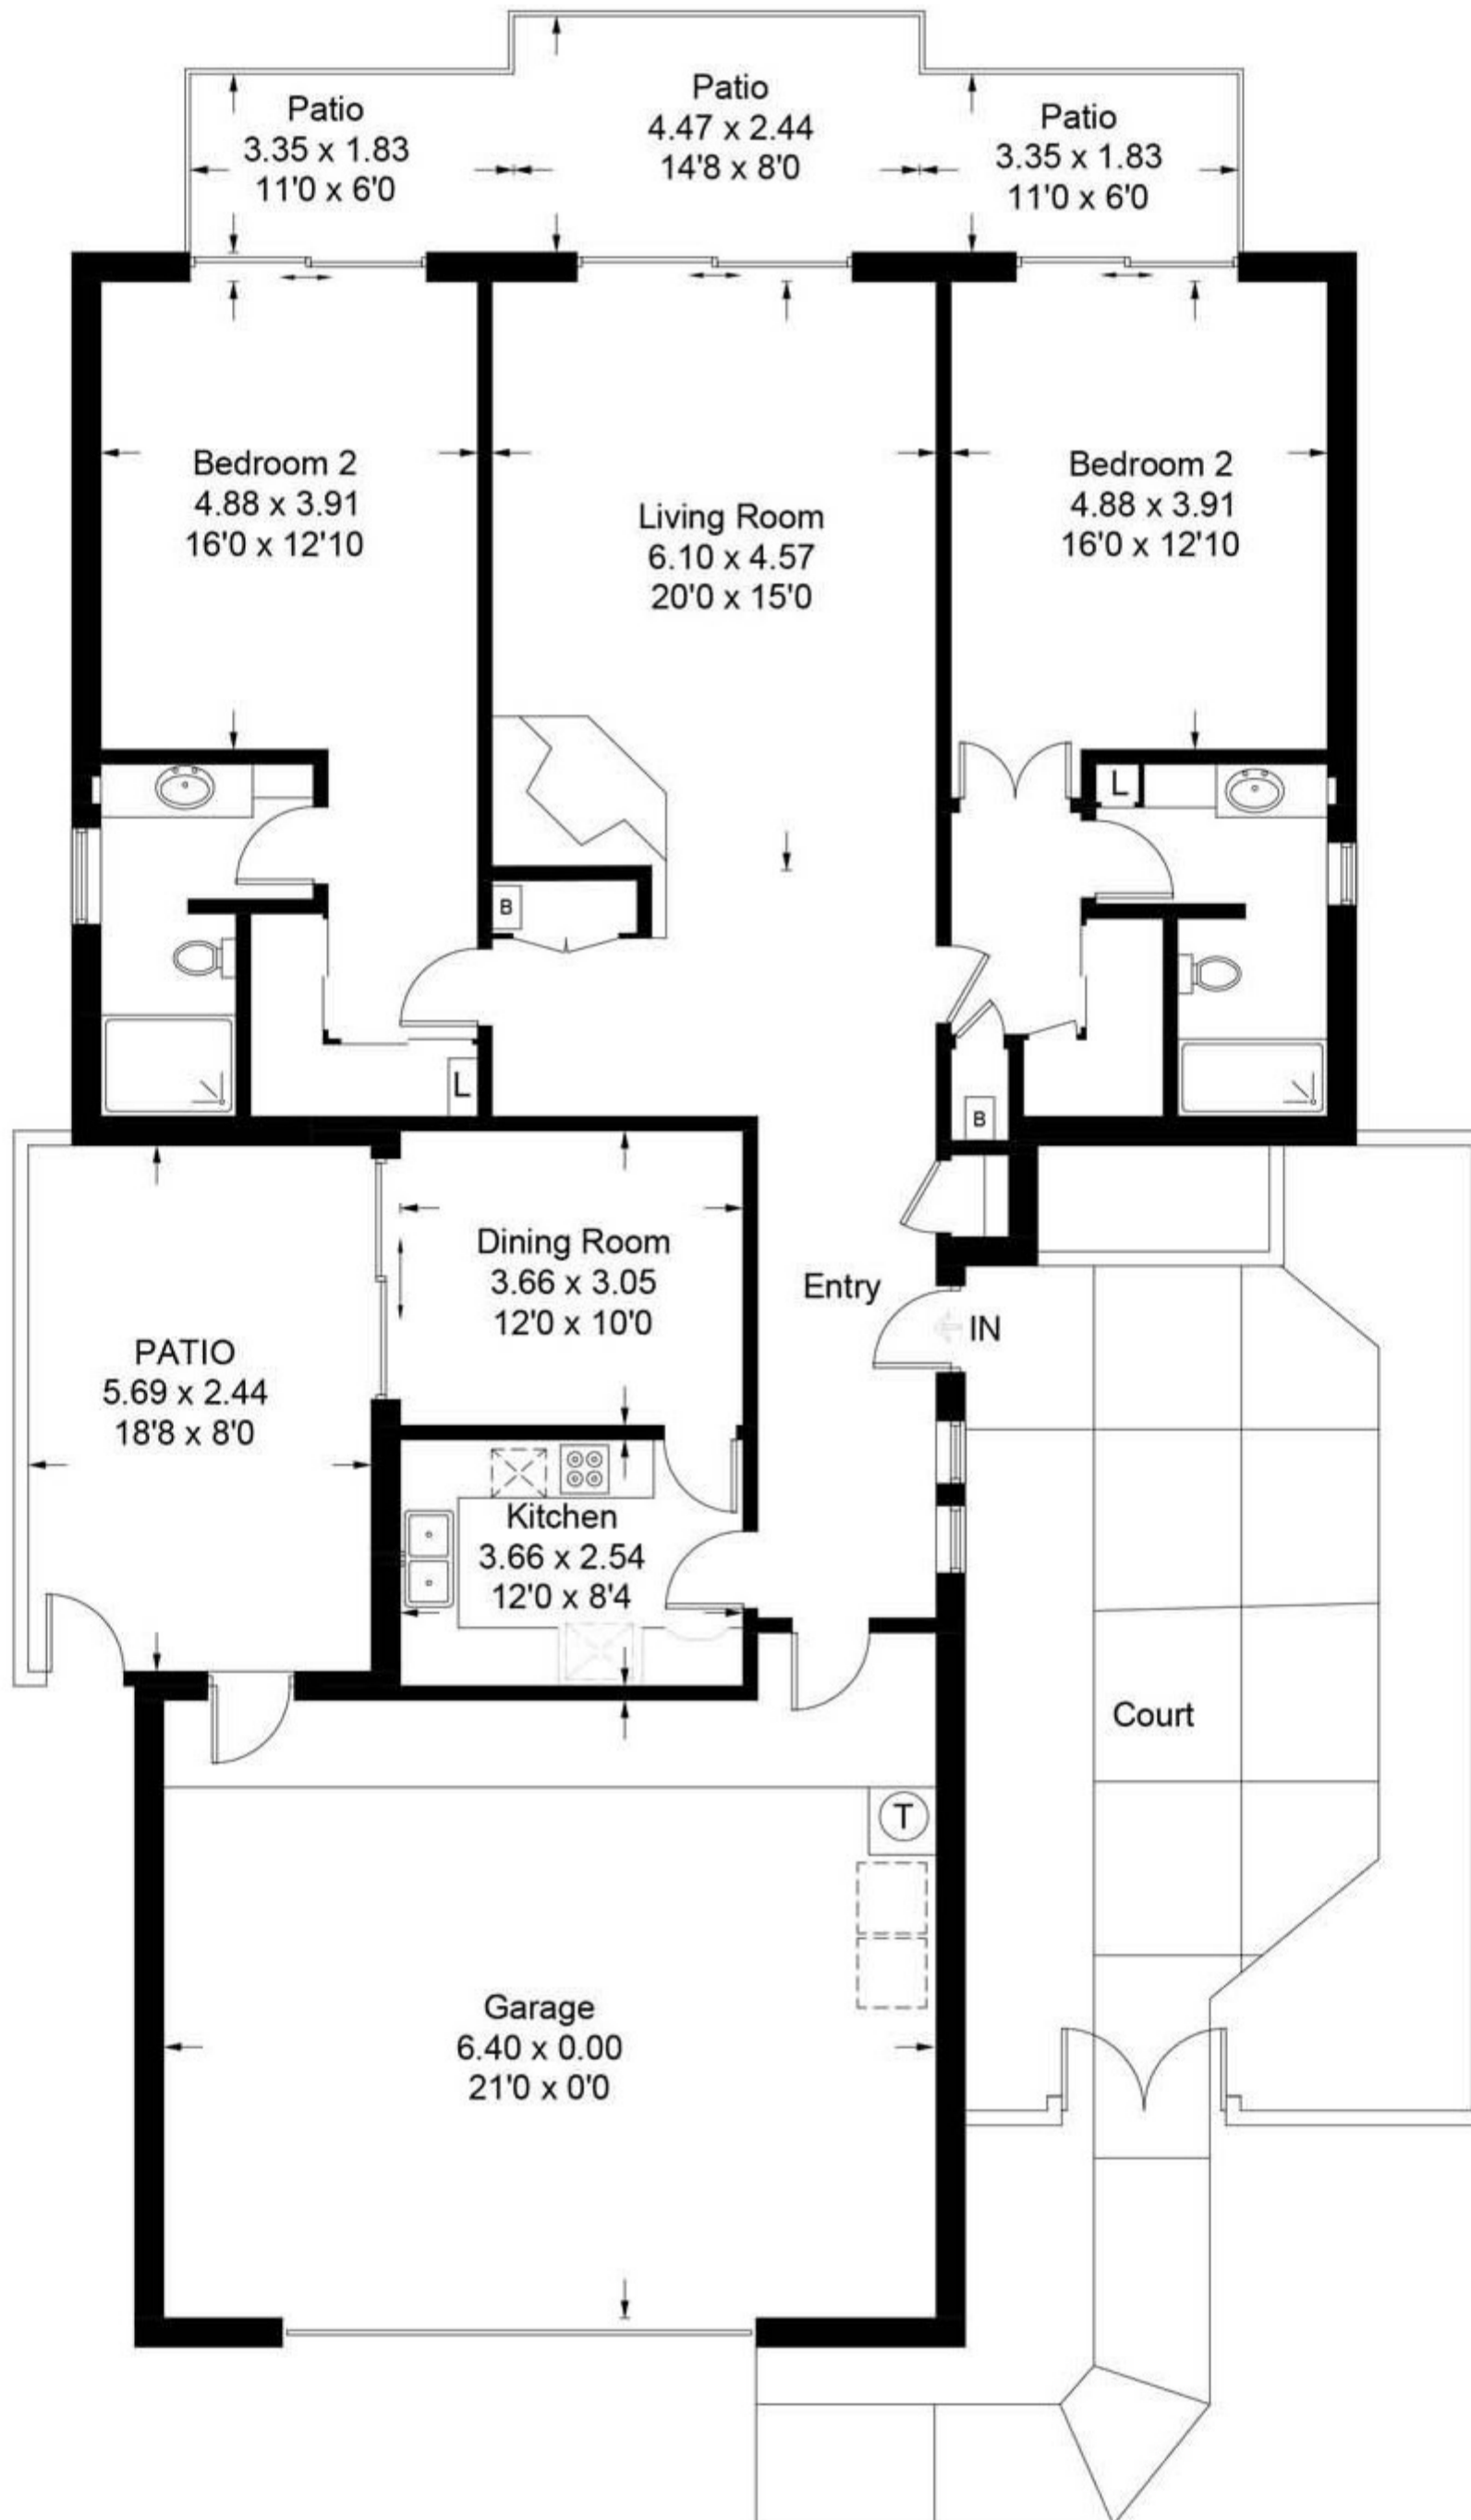 Patio
3.35 x 1.83
11'0 x 6'0
Patio
4.47 x 2.44
14'8 x 8'0
Patio
3.35 x 1.83
11'0 x 6'0
Bedroom 2
4.88 x 3.91
16'0 x 12'10
Living Room
6.10 x 4.57
20'0 x 15'0
Bedroom 2
4.88 x 3.91
16'0 x 12'10
L
B
L
B
Dining Room
3.66 x 3.05
12'0 x 10'0
Entry
IN
PATIO
5.69 x 2.44
18'8 x 8'0
Kitchen
3.66 x 2.54
12'0 x 8'4
Court
T
Garage
6.40 x 0.00
21'0 x 0'0